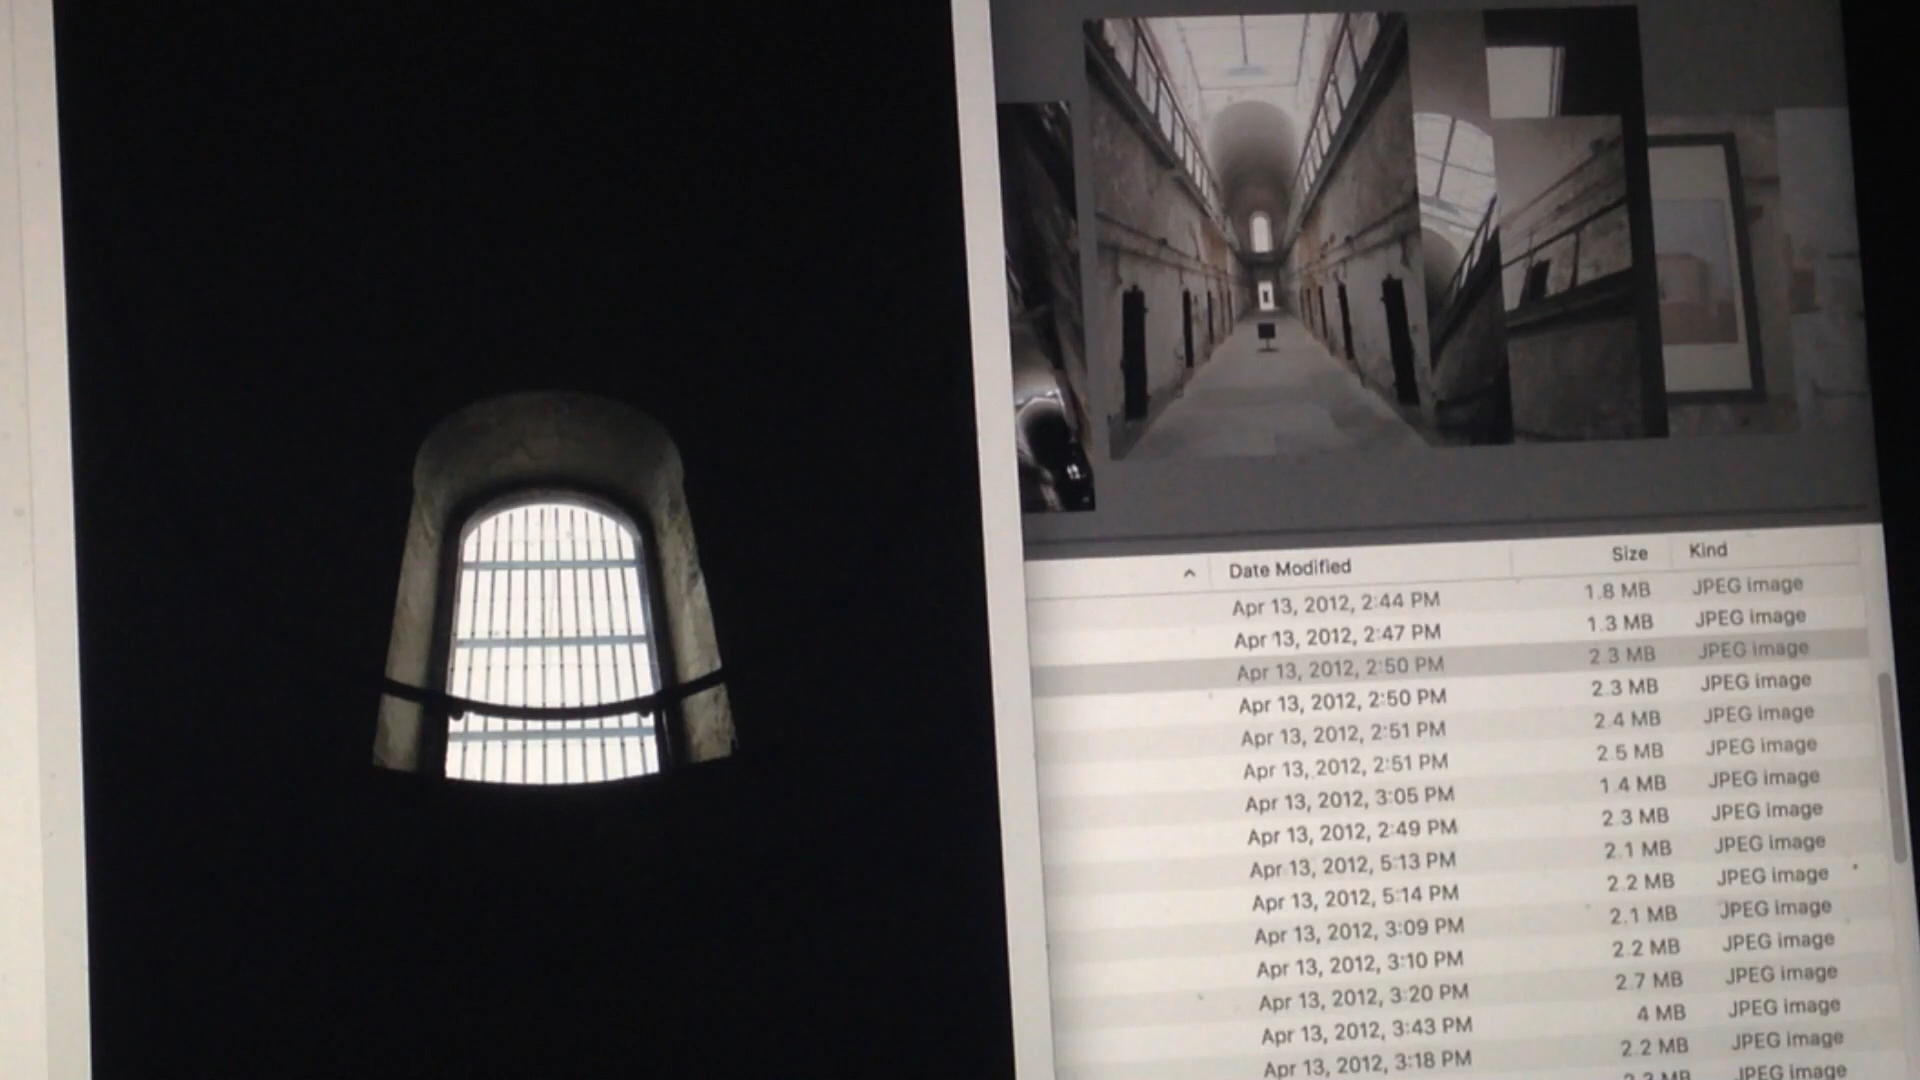 Date Modified Size Kind
Apr 13, 2012, 2:44 PM 1.8 MB JPEG image
Apr 13, 2012, 2:47 PM 1.3 MB JPEG image
Apr 13, 2012, 2:50 PM 2.3 MB JPEG image
Apr 13, 2012, 2:50 PM 2.3 MB JPEG image
Apr 13, 2012, 2:51 PM 2.4 MB JPEG image
Apr 13, 2012, 2:51 PM 2.5 MB JPEG image
Apr 13, 2012, 3:05 PM 1.4 MB JPEG image
Apr 13, 2012, 2:49 PM 2.3 MB JPEG image
Apr 13, 2012, 5:13 PM 2.1 MB JPEG image
Apr 13, 2012, 5:14 PM 2.2 MB JPEG image
Apr 13, 2012, 3:09 PM 2.1 MB JPEG image
Apr 13, 2012, 3:10 PM 2.2 MB JPEG image
Apr 13, 2012, 3:20 PM 2.7 MB JPEG image
Apr 13, 2012, 3:43 PM 4 MB JPEG image
Apr 13, 2012, 3:18 PM 2.2 MB JPEG image
JPEG image